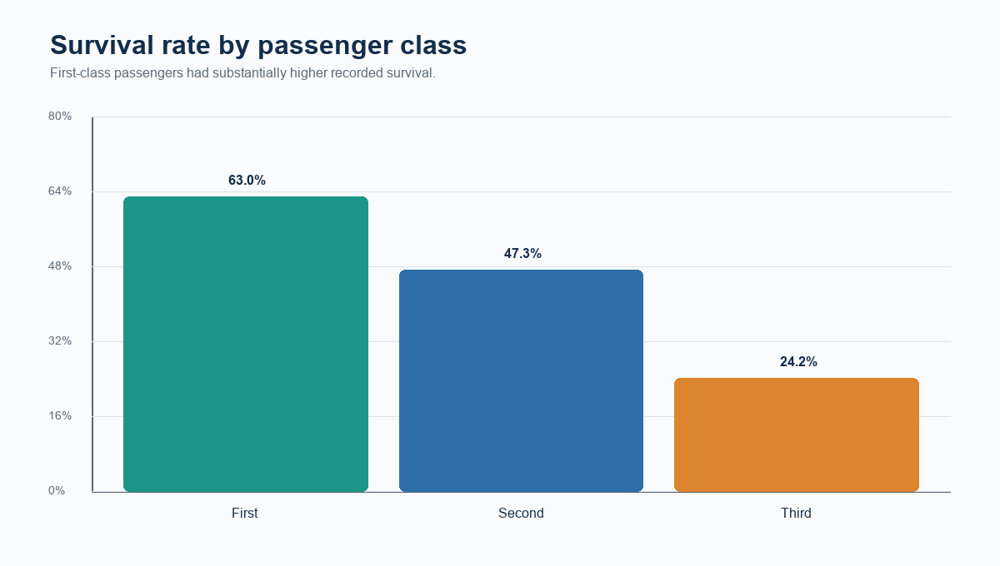 Survival rate by passenger class
First-class passengers had substantially higher recorded survival.
80%
64%
48%
32%
16%
0%
63.0%
47.3%
24.2%
First
Second
Third